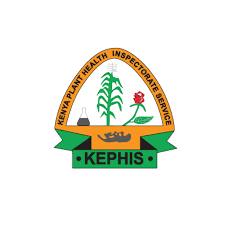 KENYA PLANT HEALTH INSPECTORATE SERVICE
• KEPHIS •